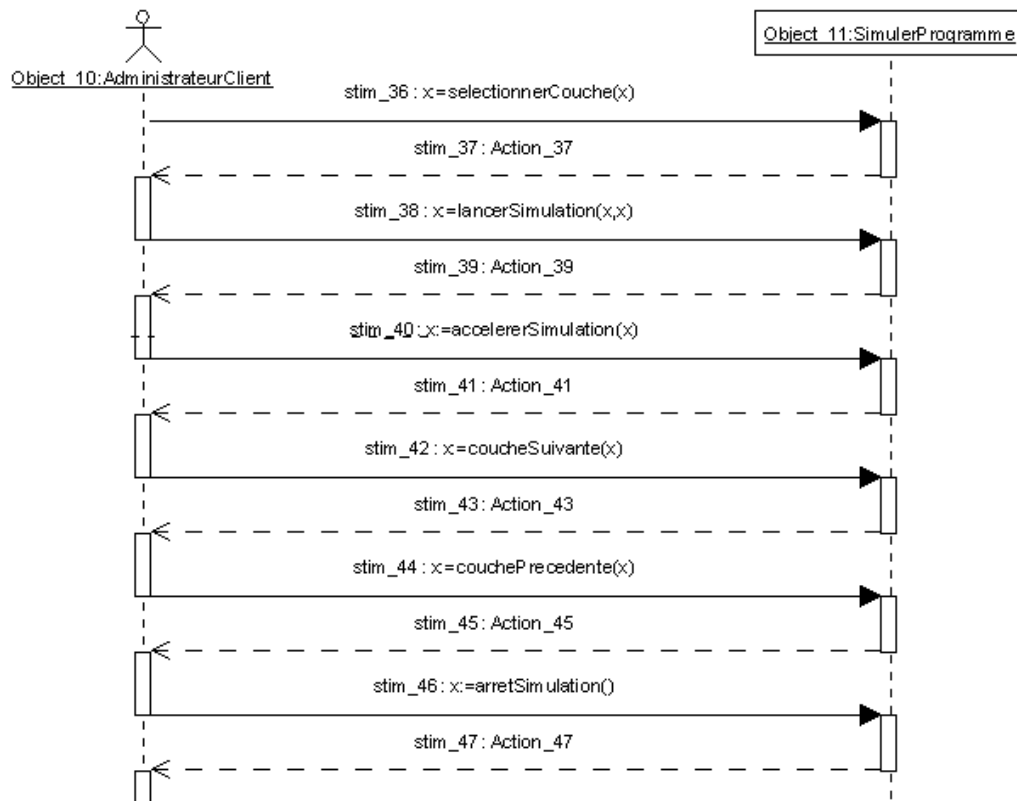 Object_11:SimulerProgramme
Object_10:AdministrateurClient
stim_36 : x:=selectionnerCouche(x)
stim_37 : Action_37
stim_38 : x:=lancerSimulation(x,x)
stim_39 : Action_39
stim_40 : x:=accelererSimulation(x)
stim_41 : Action_41
stim_42 : x:=coucheSuivante(x)
stim_43 : Action_43
stim_44 : x:=couchePrecedente(x)
stim_45 : Action_45
stim_46 : x:=arretSimulation()
stim_47 : Action_47